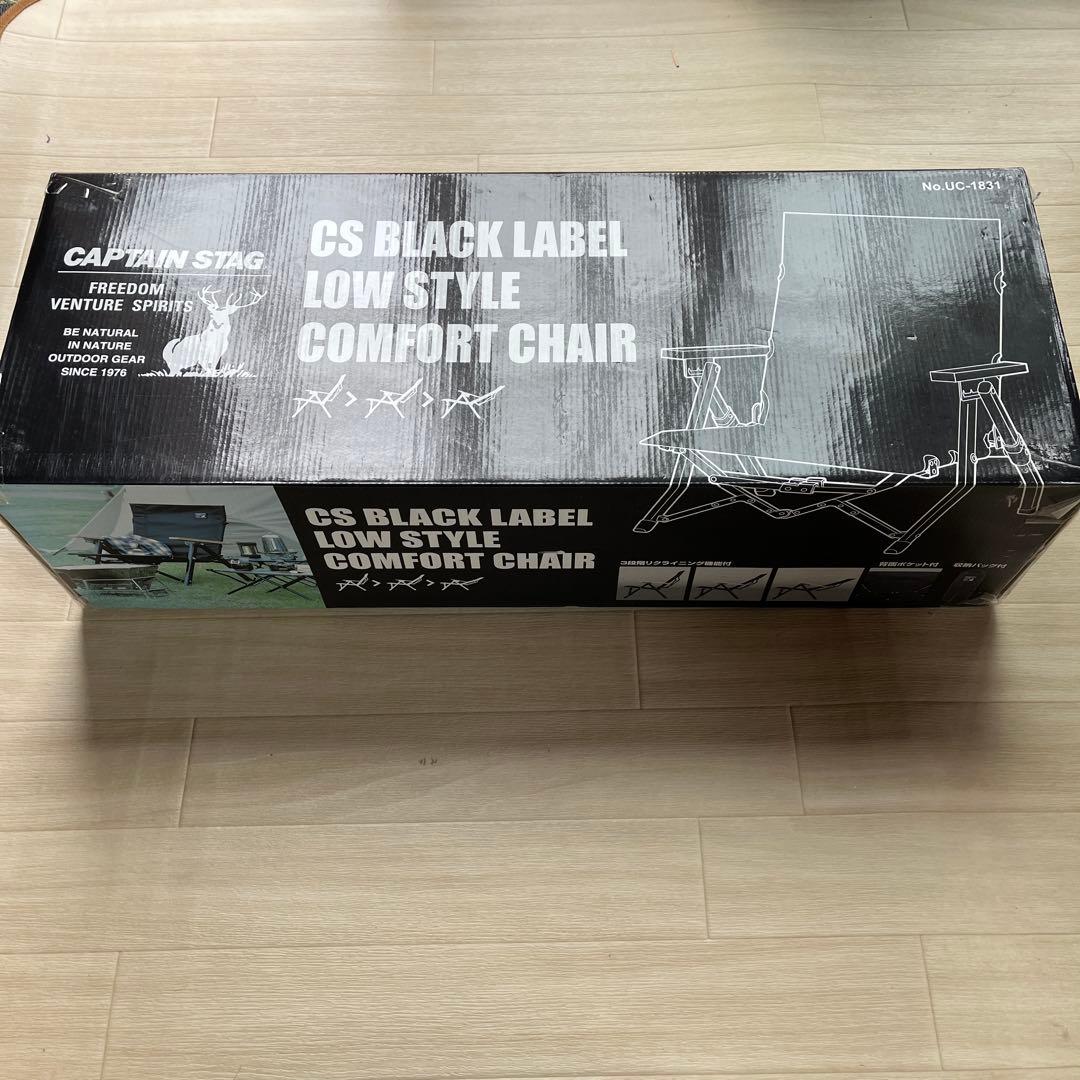 No.UC-1831
CAPTAIN STAG
FREEDOM
VENTURE SPIRITS
BE NATURAL
IN NATURE
OUTDOOR GEAR
SINCE 1976
CS BLACK LABEL
LOW STYLE
COMFORT CHAIR
CS BLACK LABEL
LOW STYLE
COMFORT CHAIR
3段階リクライニング機能付
背面ポケット付
収納バッグ付